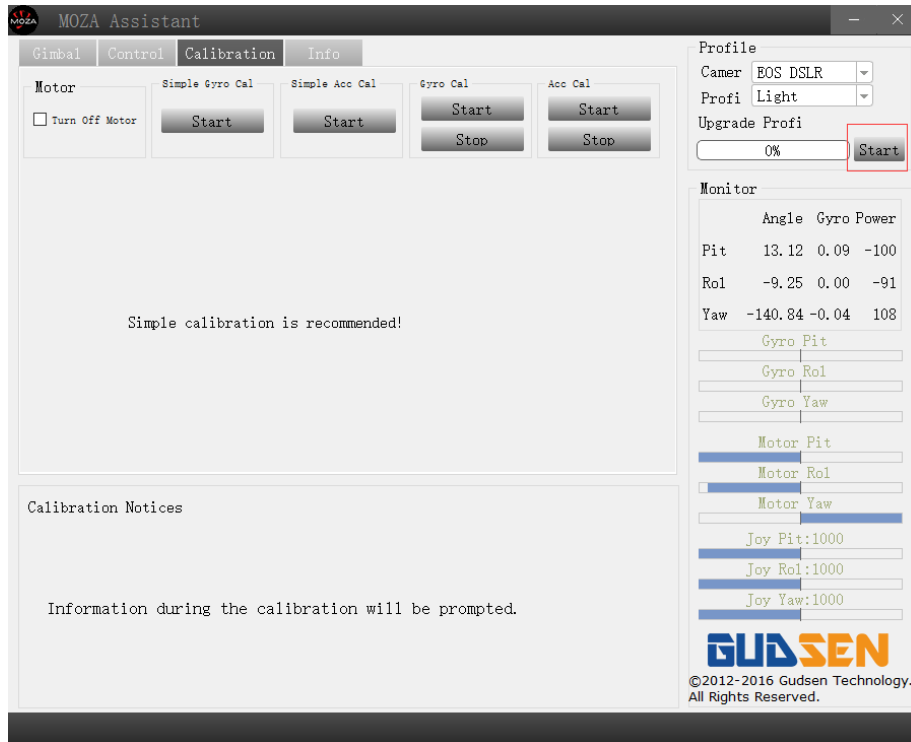 MOZA
MOZA Assistant
Gimbal Control Calibration Info
Motor
Turn Off Motor
Simple Gyro Cal
Start
Simple Acc Cal
Start
Gyro Cal
Start
Stop
Acc Cal
Start
Stop
Simple calibration is recommended!
Calibration Notices
Information during the calibration will be prompted.
Profile
Camer EOS DSLR
Profi Light
Upgrade Profi
0% Start
Monitor
Angle Gyro Power
Pit 13.12 0.09 -100
Rol -9.25 0.00 -91
Yaw -140.84 -0.04 108
Gyro Pit
Gyro Rol
Gyro Yaw
Motor Pit
Motor Rol
Motor Yaw
Joy Pit:1000
Joy Rol:1000
Joy Yaw:1000
GUDSEN
©2012-2016 Gudsen Technology.
All Rights Reserved.